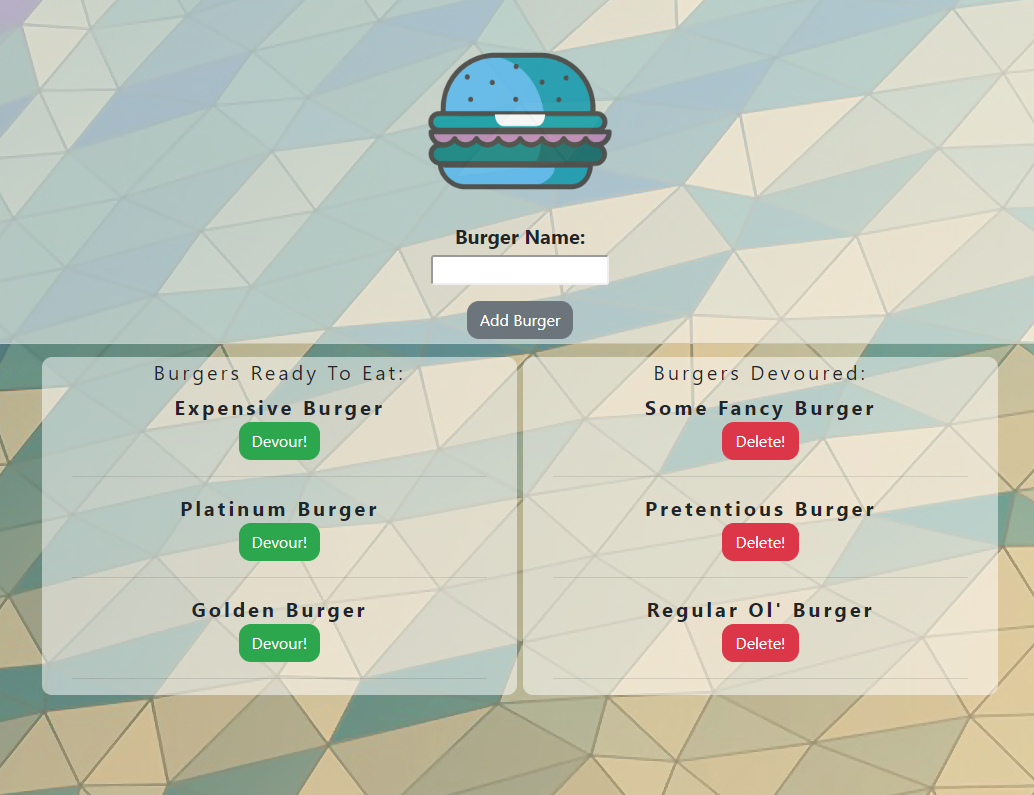 Burger Name:
Add Burger
Burgers Ready To Eat:
Expensive Burger
Devour!
Platinum Burger
Devour!
Golden Burger
Devour!
Burgers Devoured:
Some Fancy Burger
Delete!
Pretentious Burger
Delete!
Regular Ol' Burger
Delete!